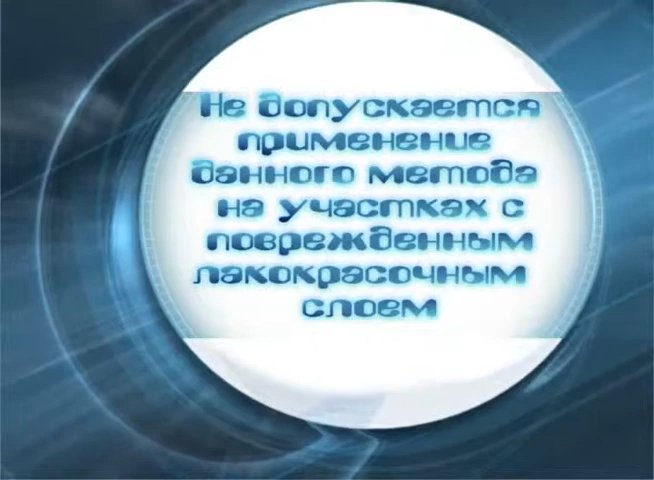 Не допускается
применение
данного метода
на участках с
поврежденным
лакокрасочным
слоем